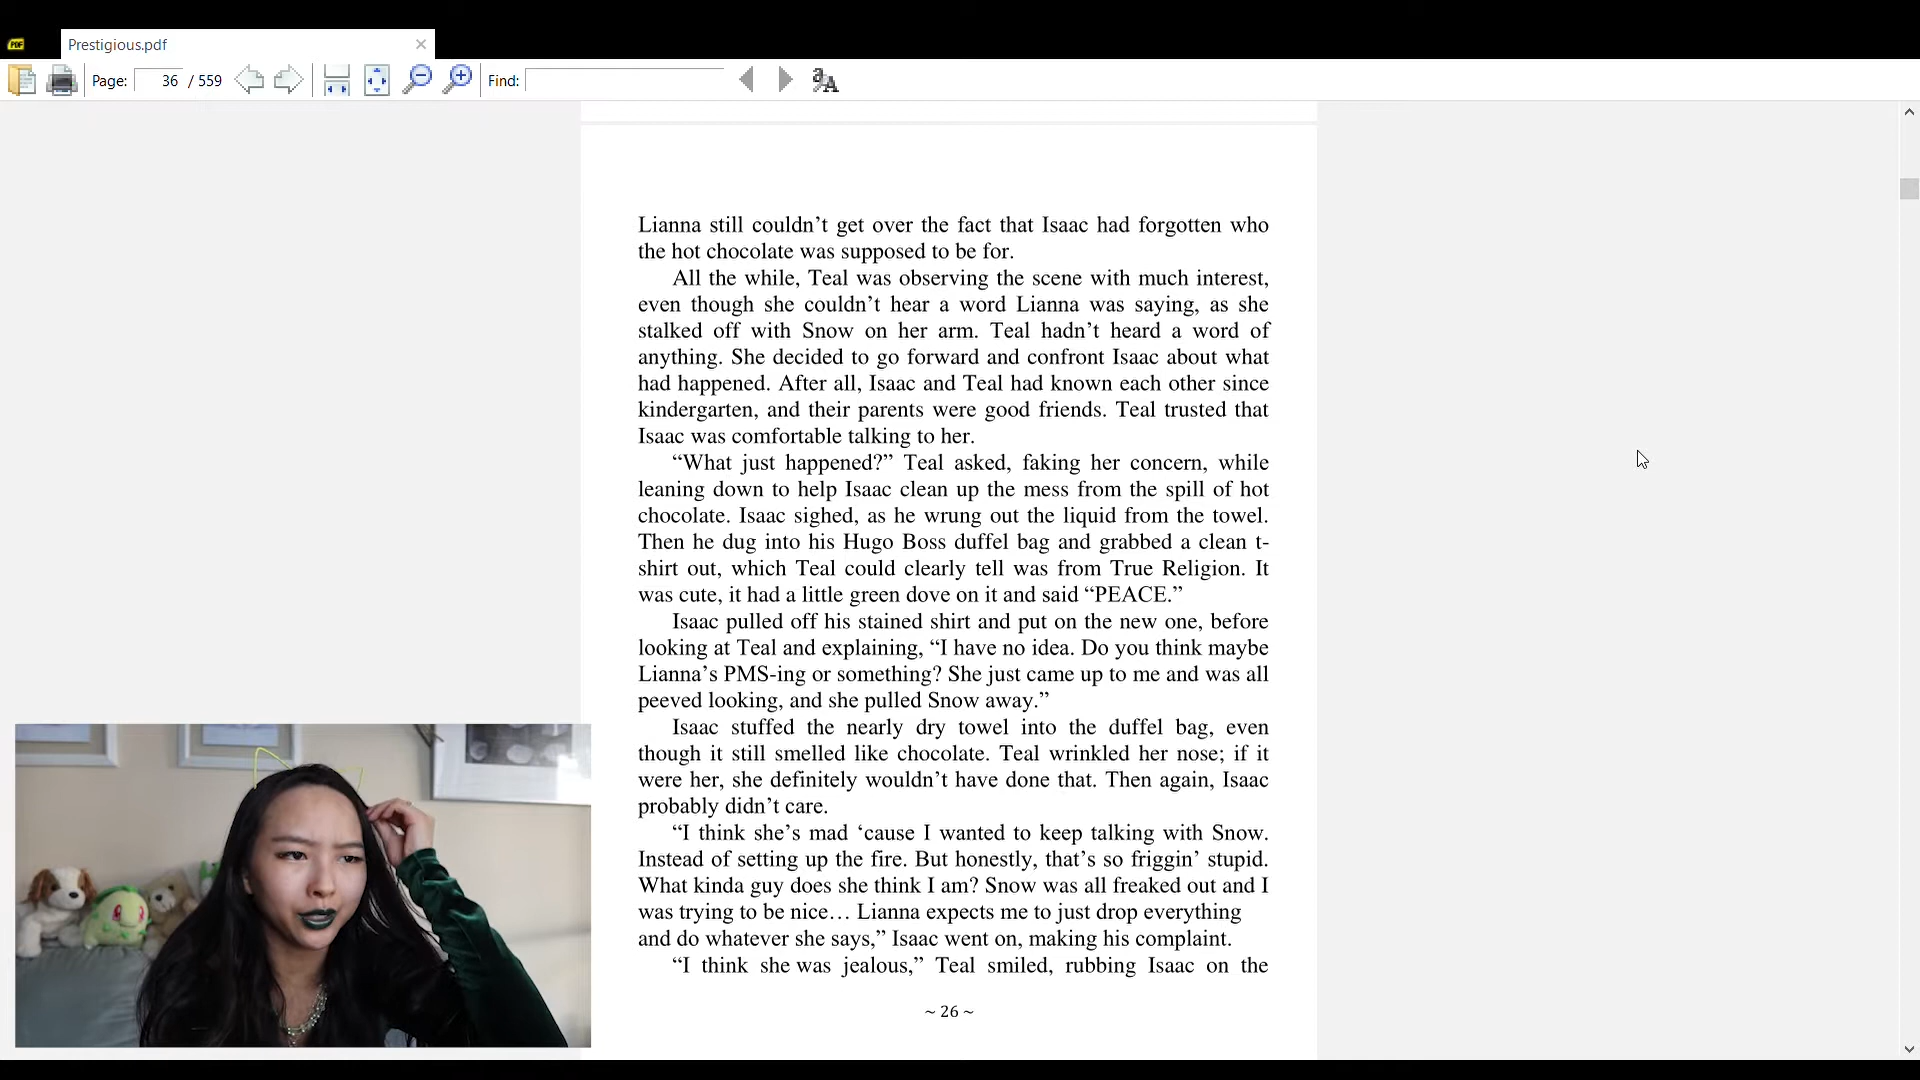 PDF
Prestigious.pdf
Page: 36 / 559
Find:
Lianna still couldn’t get over the fact that Isaac had forgotten who
the hot chocolate was supposed to be for.
All the while, Teal was observing the scene with much interest,
even though she couldn’t hear a word Lianna was saying, as she
stalked off with Snow on her arm. Teal hadn’t heard a word of
anything. She decided to go forward and confront Isaac about what
had happened. After all, Isaac and Teal had known each other since
kindergarten, and their parents were good friends. Teal trusted that
Isaac was comfortable talking to her.
“What just happened?” Teal asked, faking her concern, while
leaning down to help Isaac clean up the mess from the spill of hot
chocolate. Isaac sighed, as he wrung out the liquid from the towel.
Then he dug into his Hugo Boss duffel bag and grabbed a clean t-
shirt out, which Teal could clearly tell was from True Religion. It
was cute, it had a little green dove on it and said “PEACE.”
Isaac pulled off his stained shirt and put on the new one, before
looking at Teal and explaining, “I have no idea. Do you think maybe
Lianna’s PMS-ing or something? She just came up to me and was all
peeved looking, and she pulled Snow away.”
Isaac stuffed the nearly dry towel into the duffel bag, even
though it still smelled like chocolate. Teal wrinkled her nose; if it
were her, she definitely wouldn’t have done that. Then again, Isaac
probably didn’t care.
“I think she’s mad ‘cause I wanted to keep talking with Snow.
Instead of setting up the fire. But honestly, that’s so friggin’ stupid.
What kinda guy does she think I am? Snow was all freaked out and I
was trying to be nice… Lianna expects me to just drop everything
and do whatever she says,” Isaac went on, making his complaint.
“I think she was jealous,” Teal smiled, rubbing Isaac on the
~ 26 ~